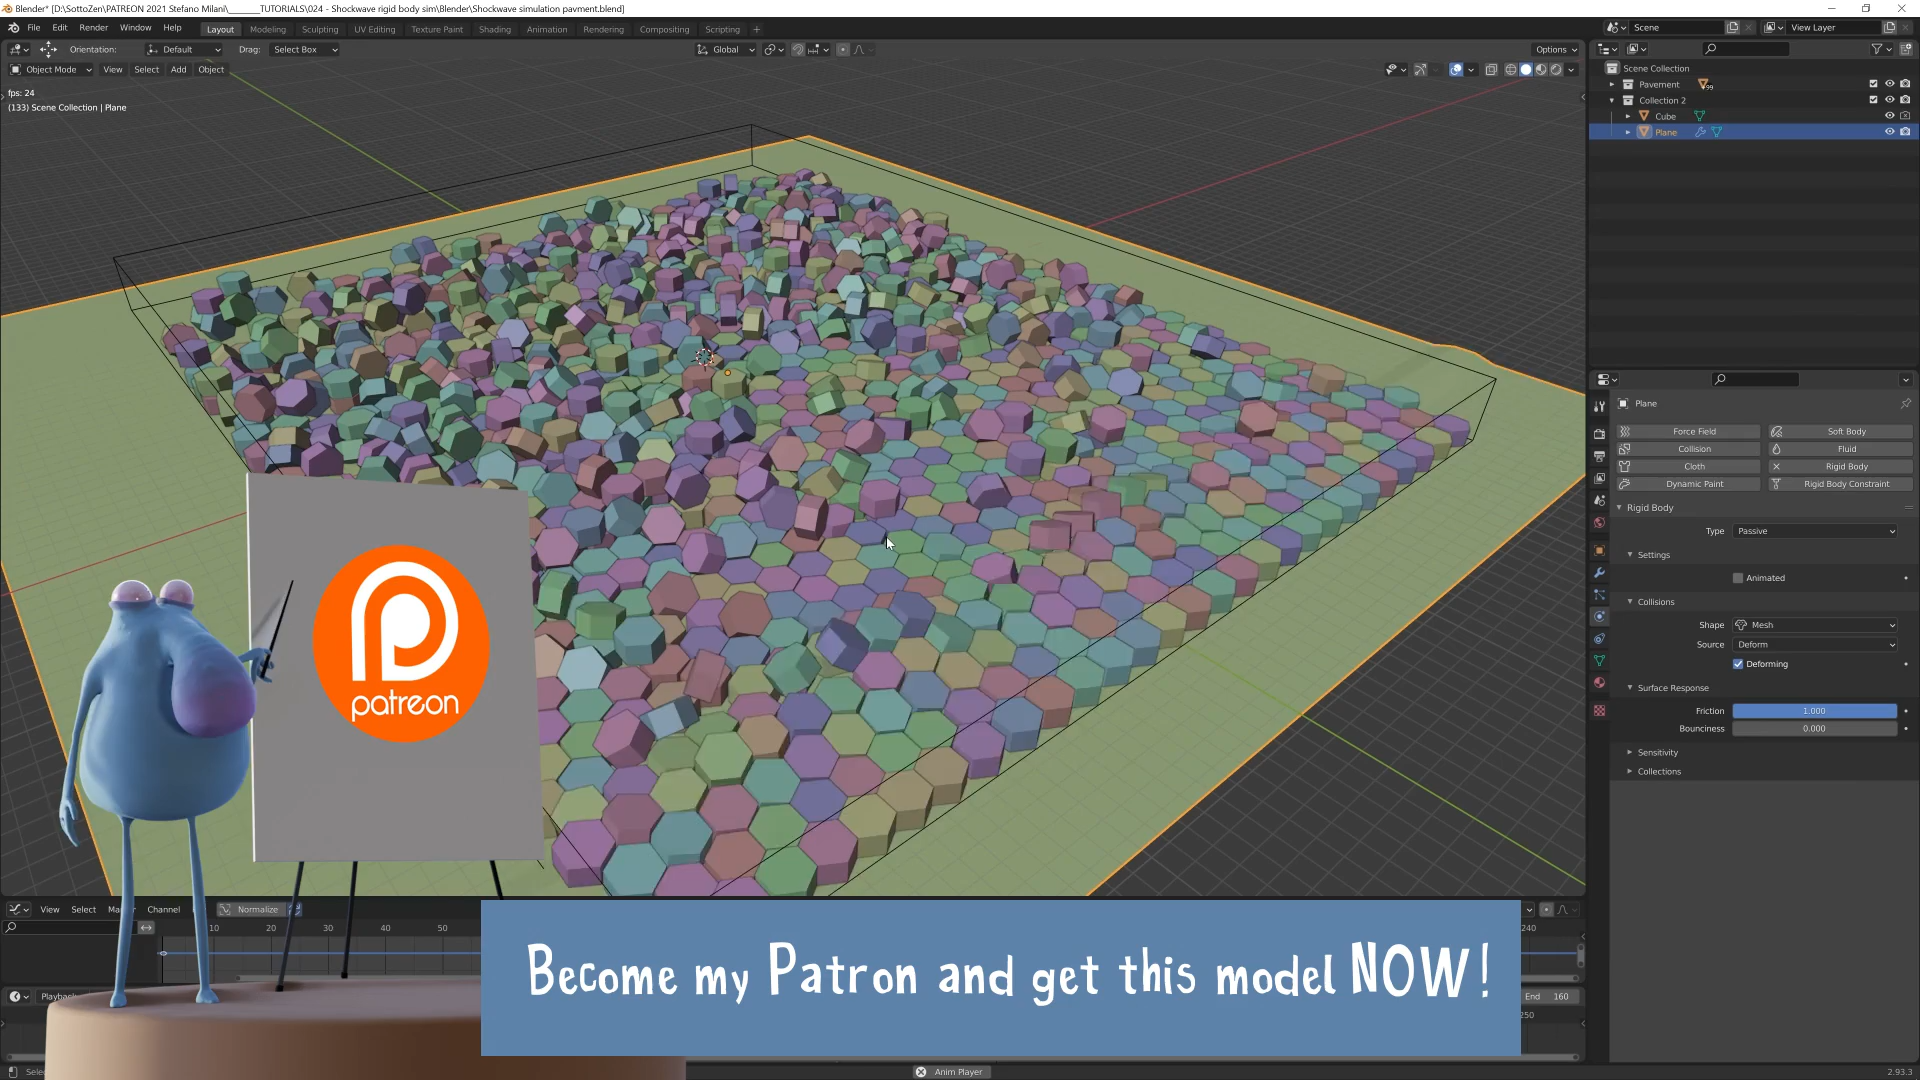 Blender* [D:\SottoZen\PATREON 2021 Stefano Milani\_______TUTORIALS\024 - Shockwave rigid body sim\Blender\Shockwave simulation pavment.blend]
File Edit Render Window Help Layout Modeling Sculpting UV Editing Texture Paint Shading Animation Rendering Compositing Scripting + Scene View Layer
Orientation: Default Drag: Select Box Global Options
Object Mode View Select Add Object
Scene Collection
fps: 24
Pavement 99
(133) Scene Collection | Plane
Collection 2
Cube
Plane
Plane
Force Field Soft Body
Collision Fluid
Cloth Rigid Body
Dynamic Paint Rigid Body Constraint
Rigid Body
Type Passive
Settings
Animated
Collisions
Shape Mesh
Source Deform
Deforming
Surface Response
Friction 1.000
Bounciness 0.000
Sensitivity
Collections
patreon
View Select Channel Normalize
10 20 30 40 50 240
Become my Patron and get this model NOW!
End 160
250
Anim Player
2.93.3